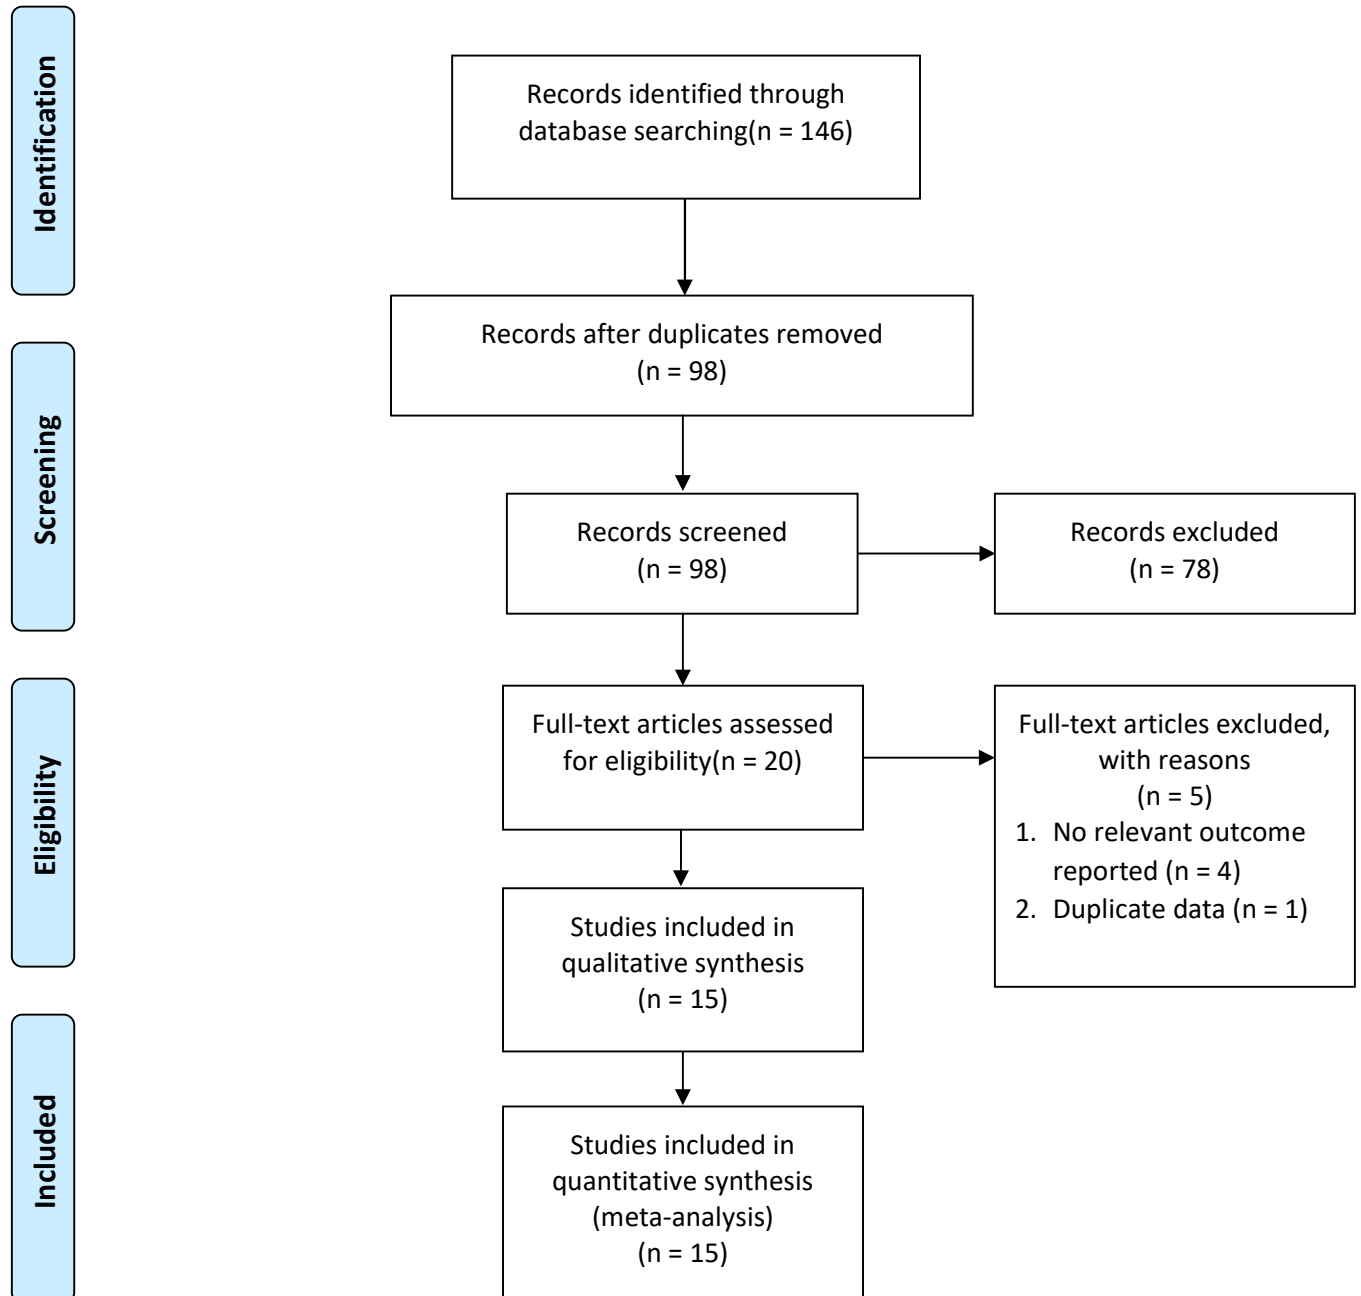 Identification
Records identified through
database searching(n = 146)
Records after duplicates removed
(n = 98)
Screening
Records screened
(n = 98)
Records excluded
(n = 78)
Eligibility
Full-text articles assessed
for eligibility(n = 20)
Full-text articles excluded,
with reasons
(n = 5)
1. No relevant outcome
reported (n = 4)
2. Duplicate data (n = 1)
Studies included in
qualitative synthesis
(n = 15)
Included
Studies included in
quantitative synthesis
(meta-analysis)
(n = 15)